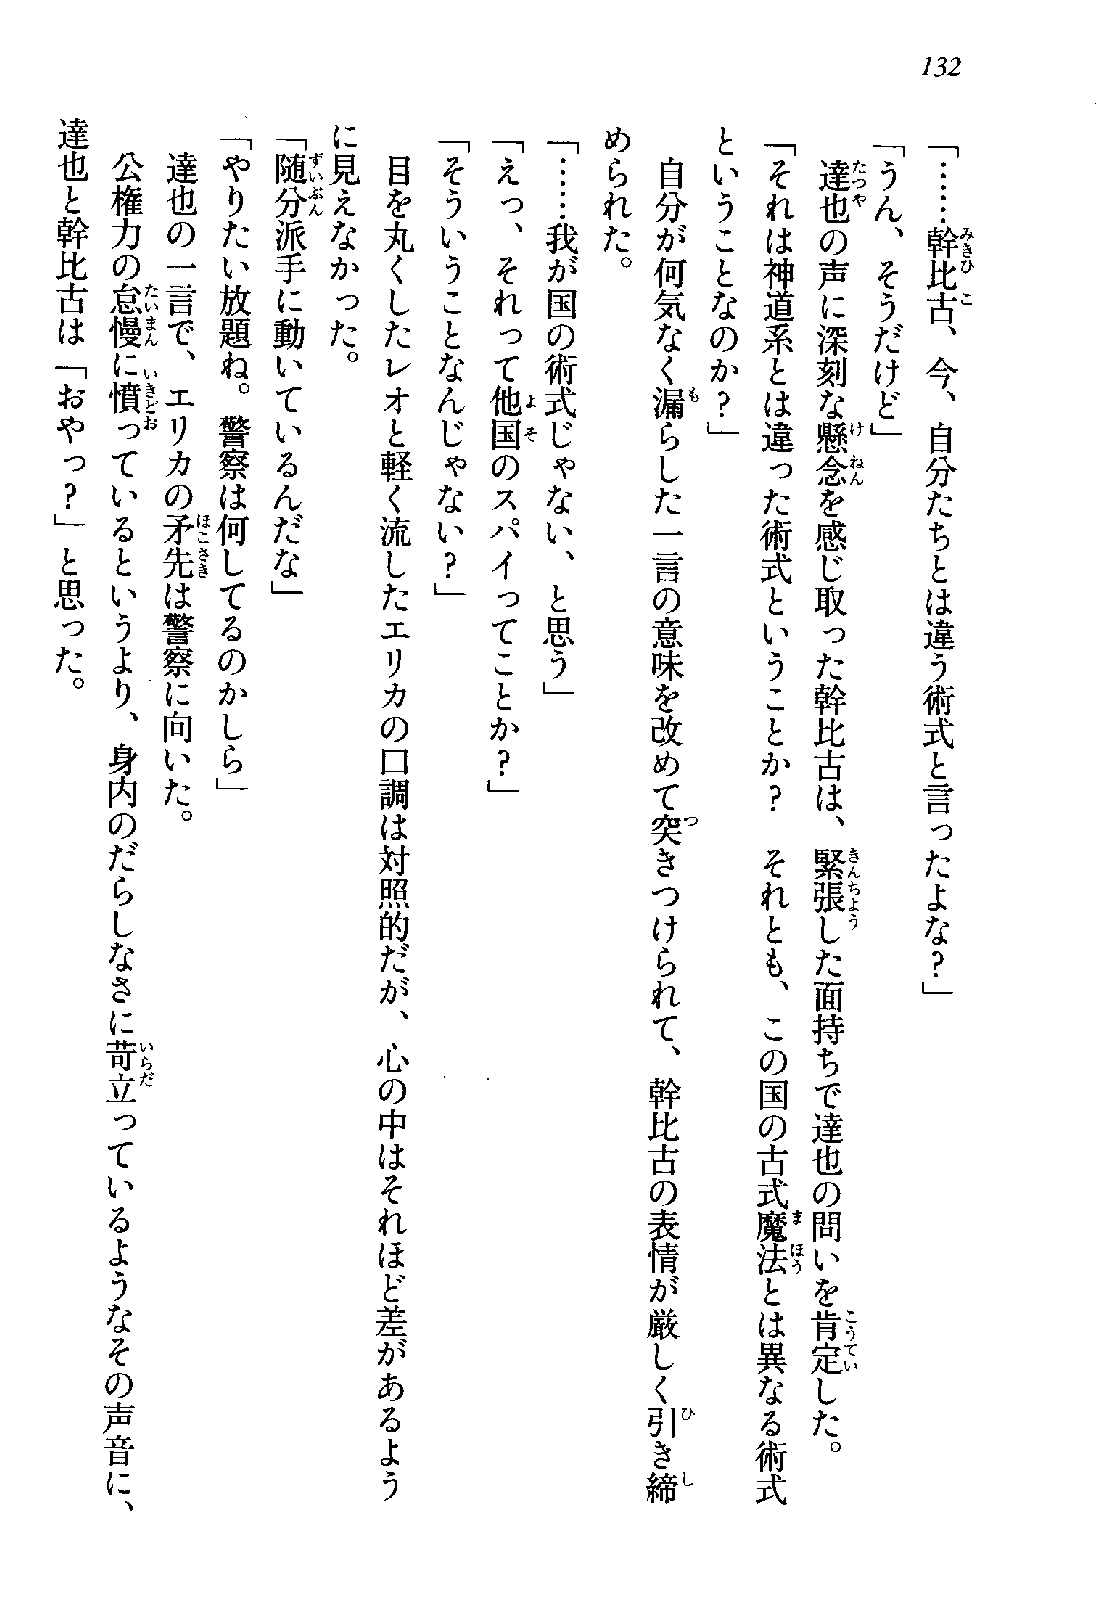 132
「……幹比古、今、自分たちとは違う術式と言ったよな？」
「うん、そうだけど」
　達也の声に深刻な懸念を感じ取った幹比古は、緊張した面持ちで達也の問いを肯定した。
「それは神道系とは違った術式ということか？　それとも、この国の古式魔法とは異なる術式
ということなのか？」
　自分が何気なく漏らした一言の意味を改めて突きつけられて、幹比古の表情が厳しく引き締
められた。
「……我が国の術式じゃない、と思う」
「えっ、それって他国のスパイってことか？」
「そういうことなんじゃない？」
　目を丸くしたレオと軽く流したエリカの口調は対照的だが、心の中はそれほど差があるよう
に見えなかった。
「随分派手に動いているんだな」
「やりたい放題ね。警察は何してるのかしら」
　達也の一言で、エリカの矛先は警察に向いた。
　公権力の怠慢に憤っているというより、身内のだらしなさに苛立っているようなその声音に、
達也と幹比古は「おやっ？」と思った。